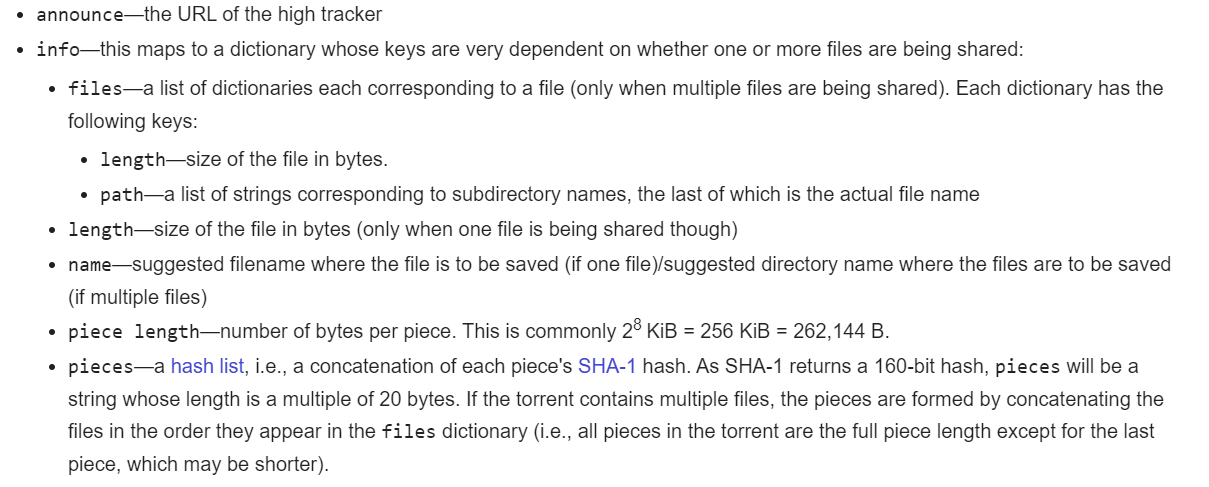 • announce—the URL of the high tracker
• info—this maps to a dictionary whose keys are very dependent on whether one or more files are being shared:
• files—a list of dictionaries each corresponding to a file (only when multiple files are being shared). Each dictionary has the
following keys:
• length—size of the file in bytes.
• path—a list of strings corresponding to subdirectory names, the last of which is the actual file name
• length—size of the file in bytes (only when one file is being shared though)
• name—suggested filename where the file is to be saved (if one file)/suggested directory name where the files are to be saved
(if multiple files)
• piece length—number of bytes per piece. This is commonly 2⁸ KiB = 256 KiB = 262,144 B.
• pieces—a hash list, i.e., a concatenation of each piece's SHA-1 hash. As SHA-1 returns a 160-bit hash, pieces will be a
string whose length is a multiple of 20 bytes. If the torrent contains multiple files, the pieces are formed by concatenating the
files in the order they appear in the files dictionary (i.e., all pieces in the torrent are the full piece length except for the last
piece, which may be shorter).